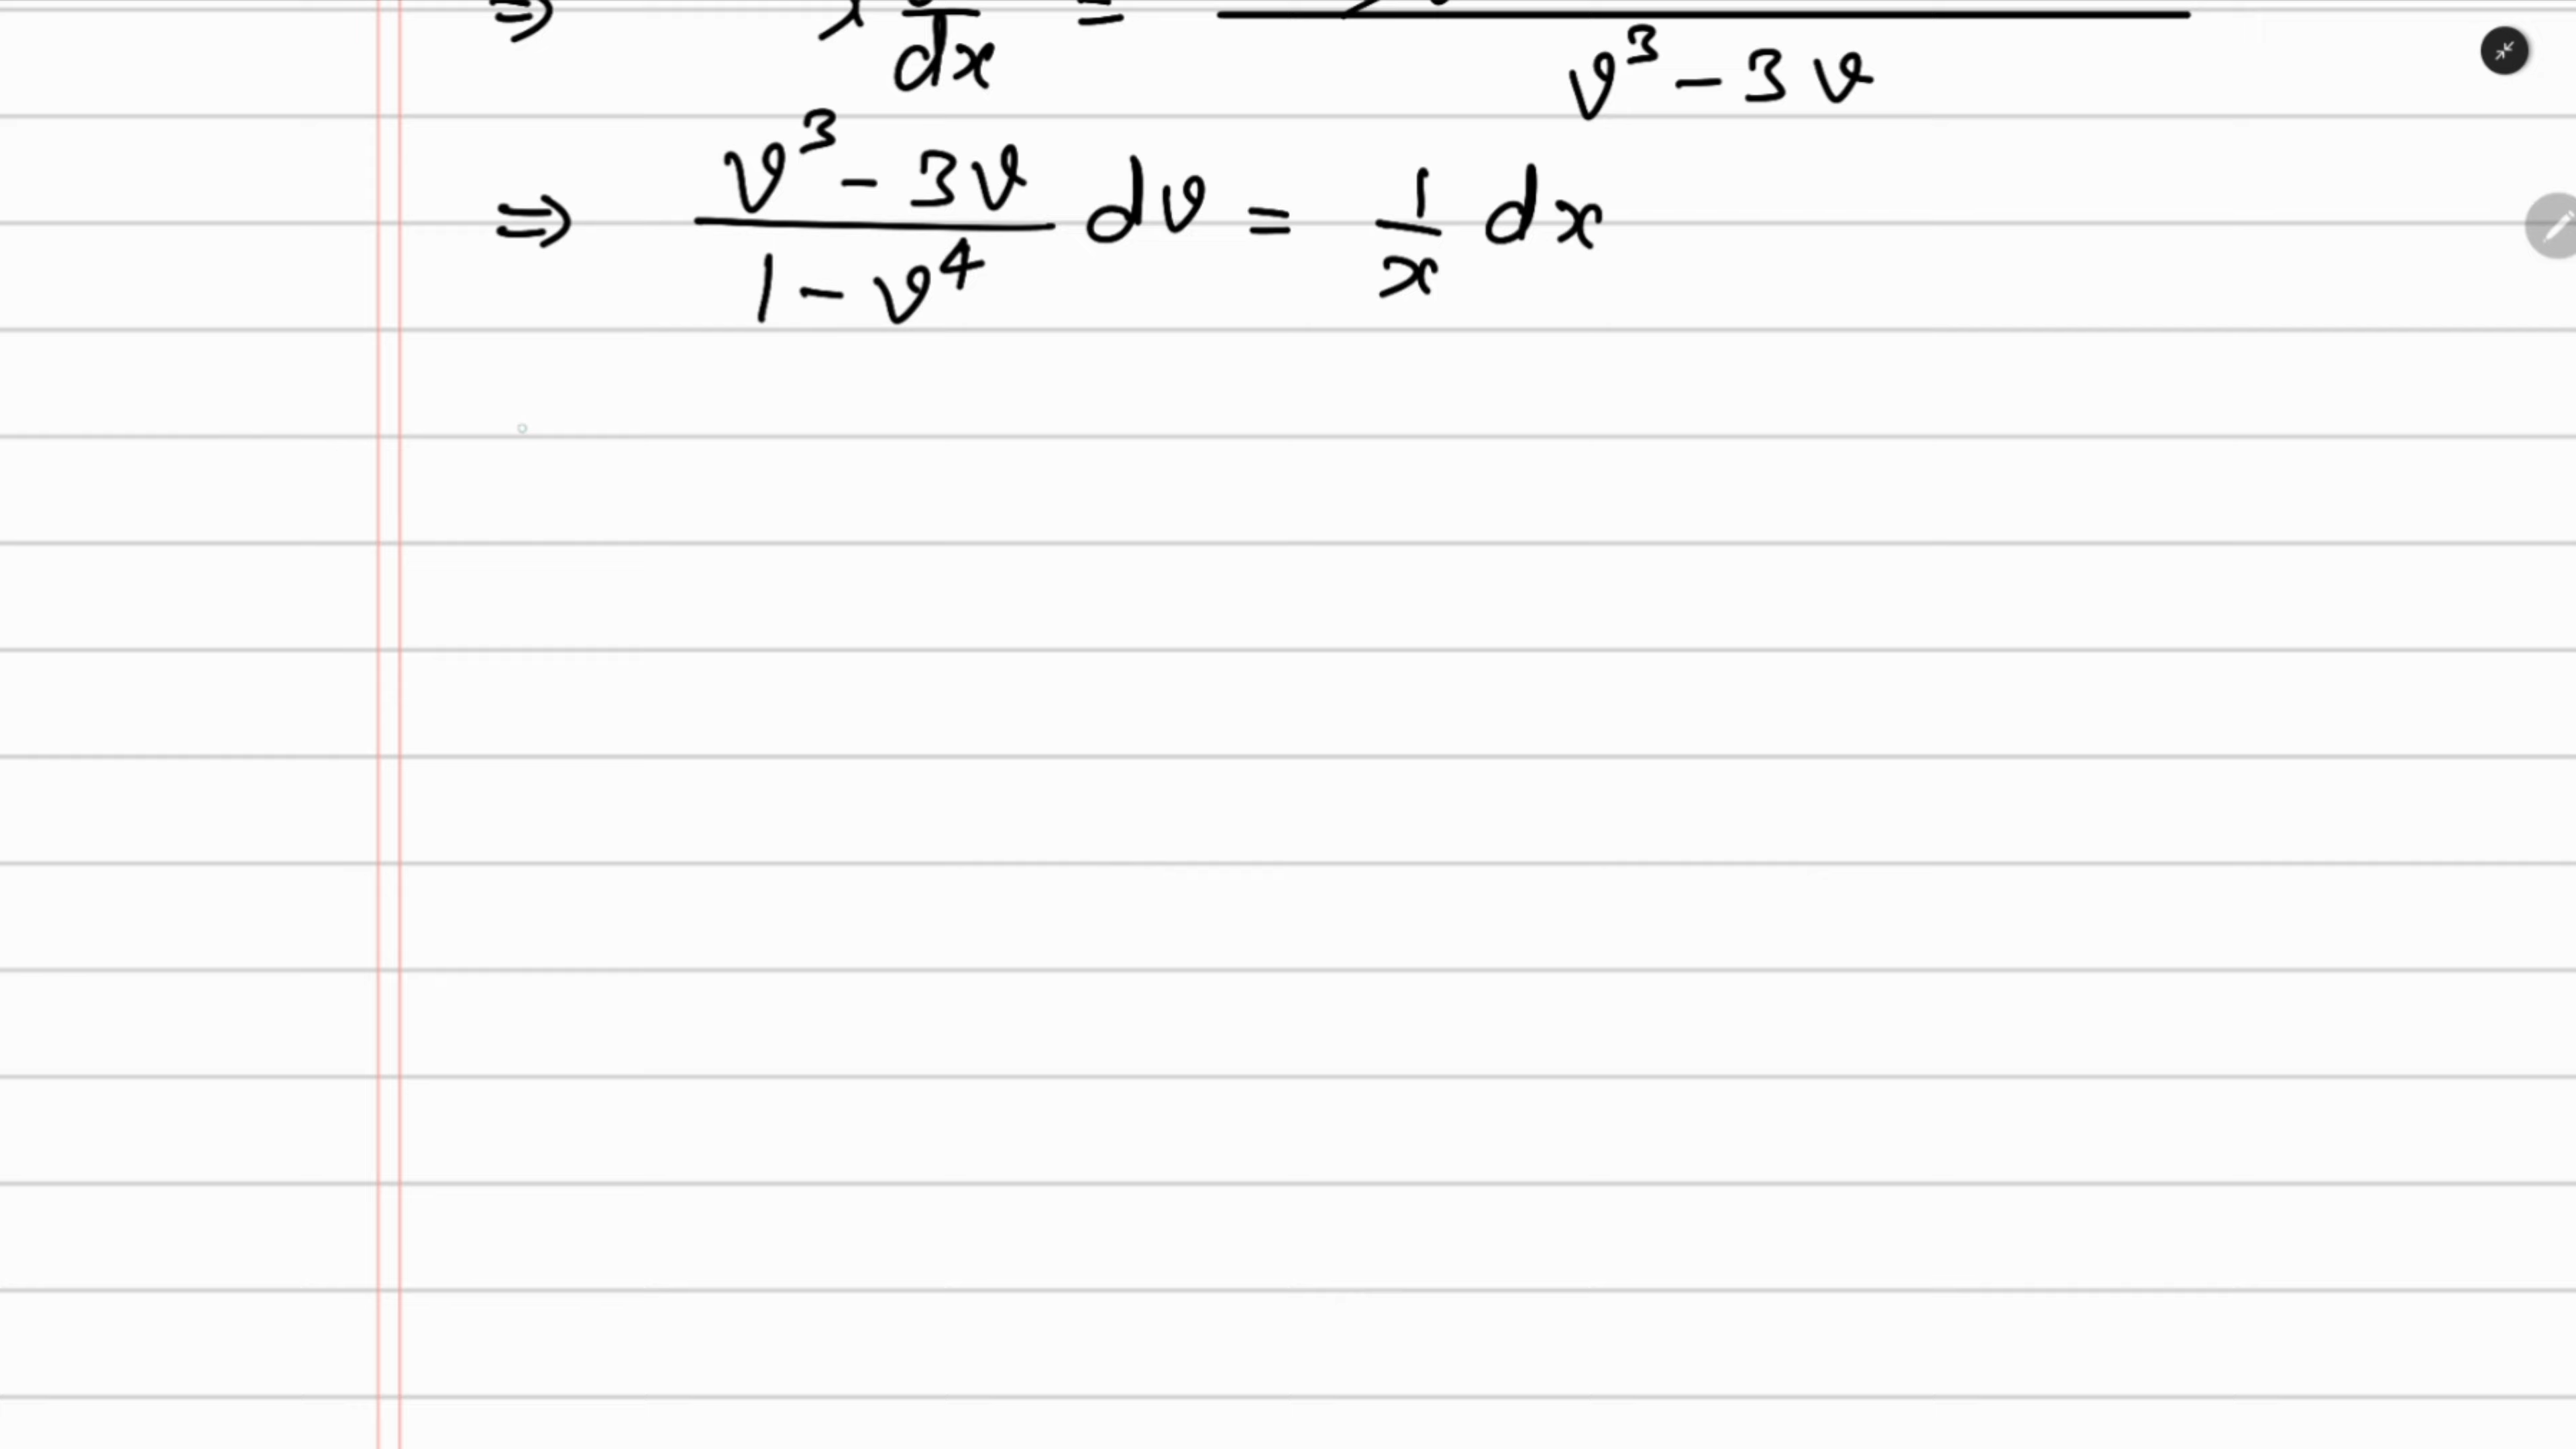 ⇒ x dv/dx = / (v³ - 3v)
⇒ (v³ - 3v)/(1 - v⁴) dv = 1/x dx